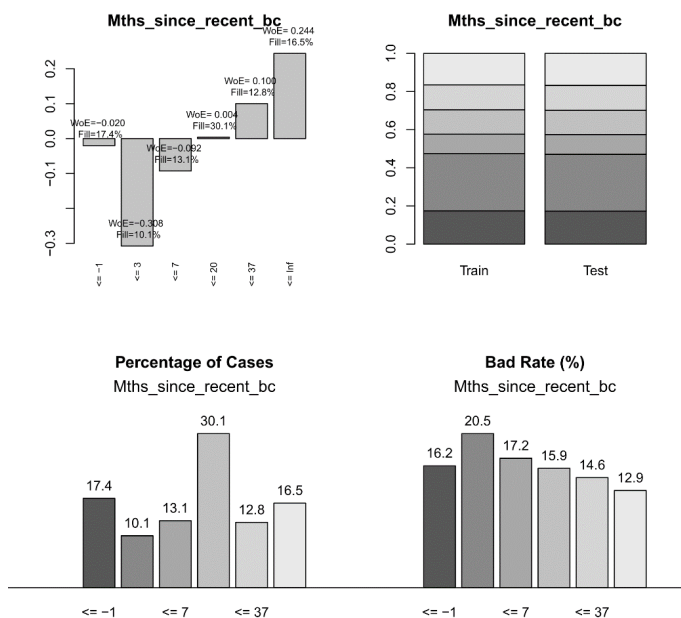 Mths_since_recent_bc
WoE= 0.244
Fill=16.5%
WoE= 0.100
Fill=12.8%
WoE= 0.004
Fill=30.1%
WoE=−0.020
Fill=17.4%
WoE=−0.092
Fill=13.1%
WoE=−0.308
Fill=10.1%
0.2
0.1
0.0
−0.1
−0.3
<= −1
<= 3
<= 7
<= 20
<= 37
<= Inf
Mths_since_recent_bc
1.0
0.8
0.6
0.4
0.2
0.0
Train
Test
Percentage of Cases
Mths_since_recent_bc
17.4
10.1
13.1
30.1
12.8
16.5
<= −1
<= 7
<= 37
Bad Rate (%)
Mths_since_recent_bc
16.2
20.5
17.2
15.9
14.6
12.9
<= −1
<= 7
<= 37